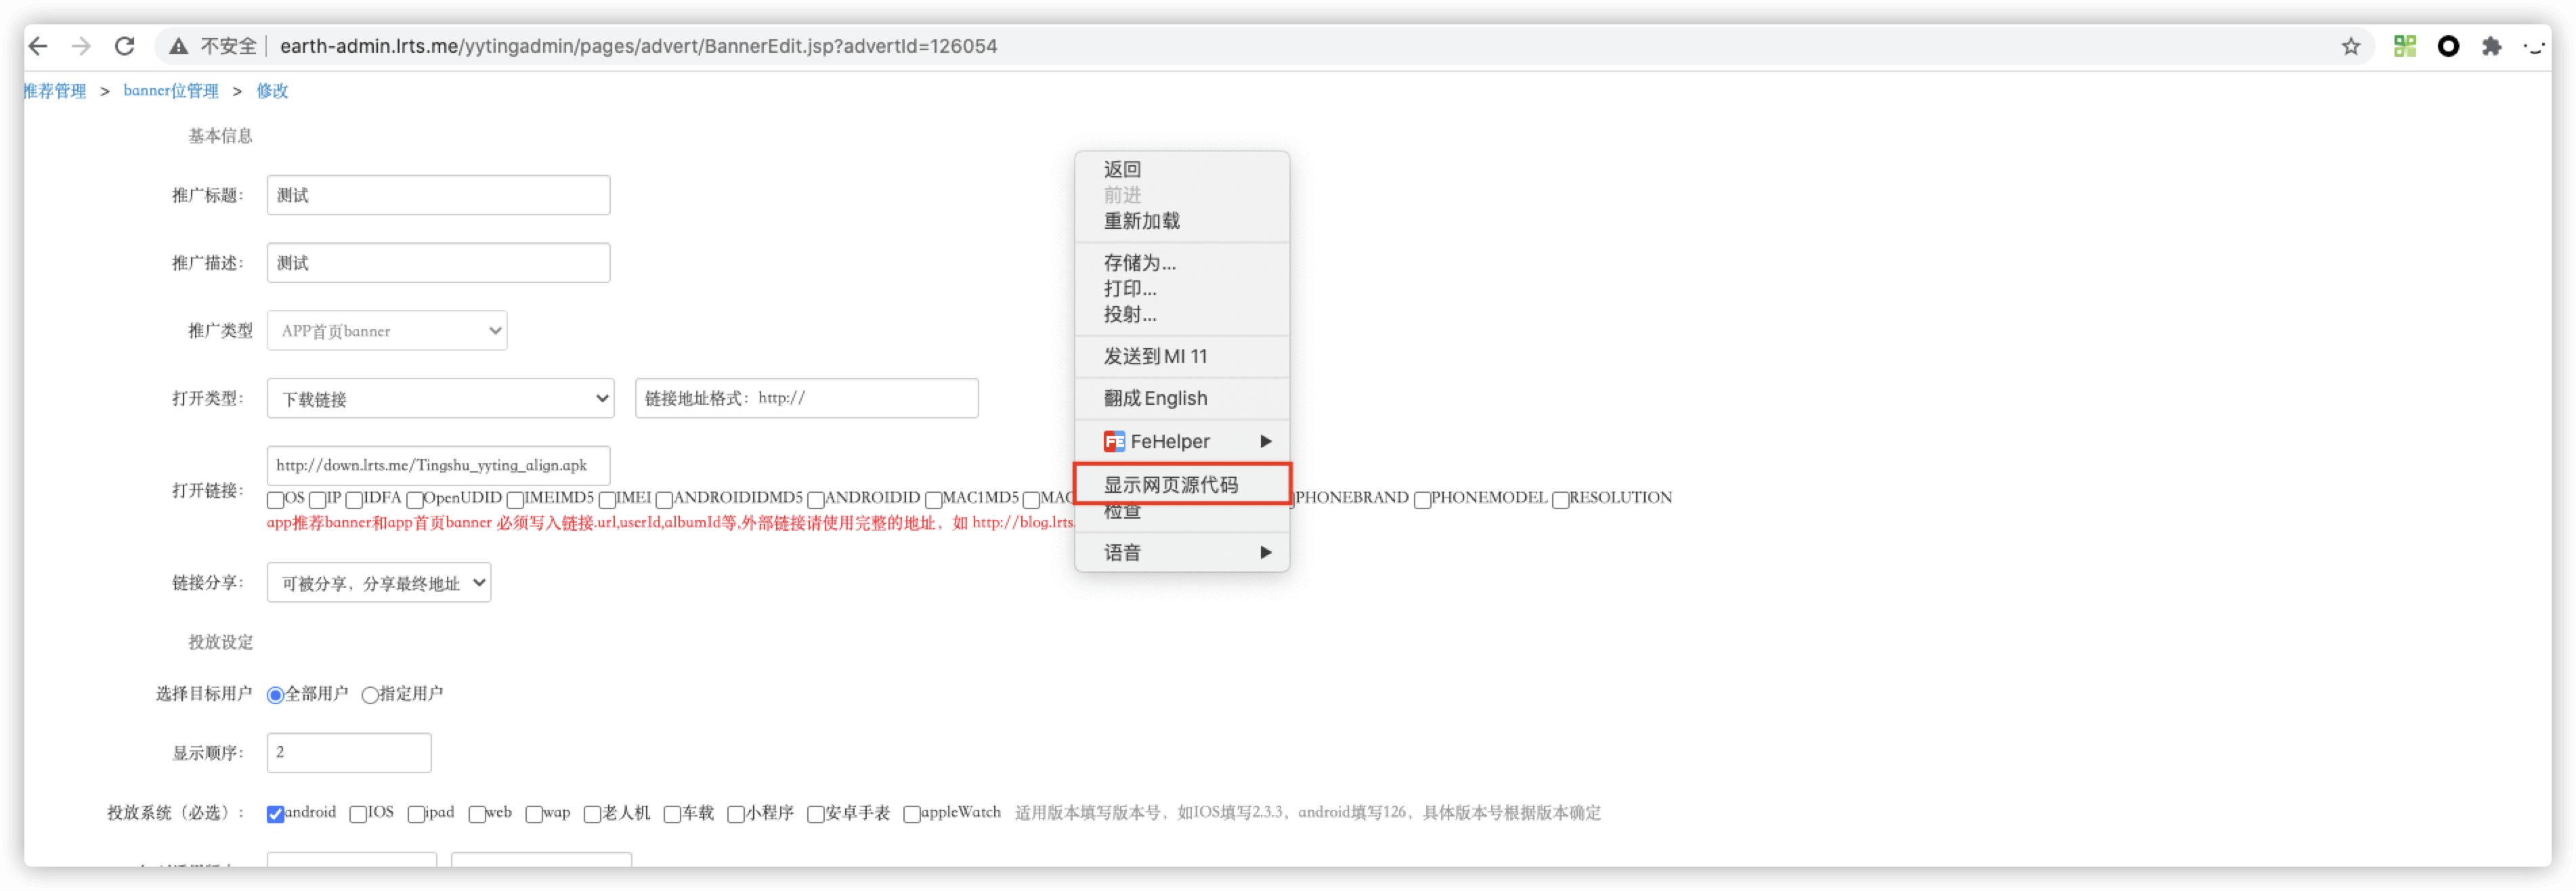 不安全 earth-admin.lrts.me/yytingadmin/pages/advert/BannerEdit.jsp?advertId=126054
推荐管理 > banner位管理 > 修改
基本信息
推广标题： 测试
推广描述： 测试
推广类型 APP首页banner
打开类型： 下载链接 链接地址格式：http://
打开链接： http://down.lrts.me/Tingshu_yyting_align.apk
OS IP IDFA OpenUDID IMEIMD5 IMEI ANDROIDIDMD5 ANDROIDID MAC1MD5 MAC PHONEBRAND PHONEMODEL RESOLUTION
app推荐banner和app首页banner 必须写入链接.url,userId,albumId等,外部链接请使用完整的地址，如 http://blog.lrts.
链接分享： 可被分享，分享最终地址
投放设定
选择目标用户 全部用户 指定用户
显示顺序： 2
投放系统（必选）： android IOS ipad web wap 老人机 车载 小程序 安卓手表 appleWatch 适用版本填写版本号，如IOS填写2.3.3，android填写126，具体版本号根据版本确定
返回
前进
重新加载
存储为...
打印...
投射...
发送到 MI 11
翻成 English
FE FeHelper
显示网页源代码
检查
语音